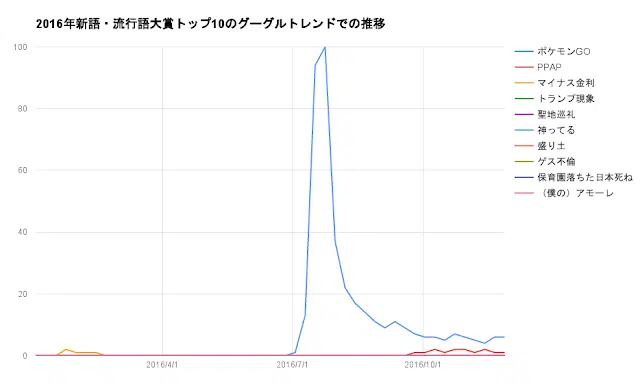 2016年新語・流行語大賞トップ10のグーグルトレンドでの推移
100
80
60
40
20
0
2016/4/1
2016/7/1
2016/10/1
ポケモンGO
PPAP
マイナス金利
トランプ現象
聖地巡礼
神ってる
盛り土
ゲス不倫
保育園落ちた日本死ね
（僕の）アモーレ